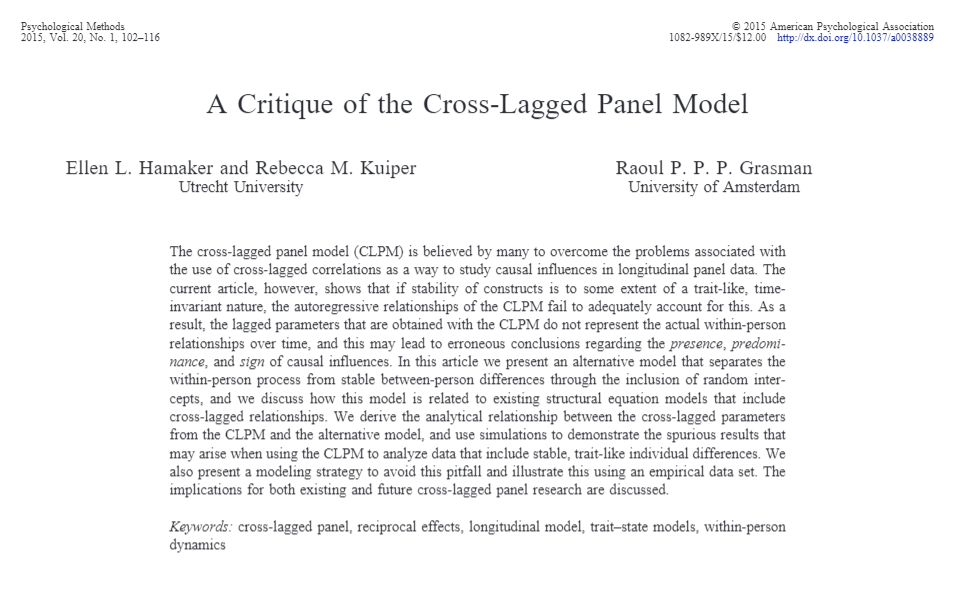 Psychological Methods
2015, Vol. 20, No. 1, 102–116
© 2015 American Psychological Association
1082-989X/15/$12.00 http://dx.doi.org/10.1037/a0038889
A Critique of the Cross-Lagged Panel Model
Ellen L. Hamaker and Rebecca M. Kuiper
Utrecht University
Raoul P. P. P. Grasman
University of Amsterdam
The cross-lagged panel model (CLPM) is believed by many to overcome the problems associated with
the use of cross-lagged correlations as a way to study causal influences in longitudinal panel data. The
current article, however, shows that if stability of constructs is to some extent of a trait-like, time-
invariant nature, the autoregressive relationships of the CLPM fail to adequately account for this. As a
result, the lagged parameters that are obtained with the CLPM do not represent the actual within-person
relationships over time, and this may lead to erroneous conclusions regarding the presence, predomi-
nance, and sign of causal influences. In this article we present an alternative model that separates the
within-person process from stable between-person differences through the inclusion of random inter-
cepts, and we discuss how this model is related to existing structural equation models that include
cross-lagged relationships. We derive the analytical relationship between the cross-lagged parameters
from the CLPM and the alternative model, and use simulations to demonstrate the spurious results that
may arise when using the CLPM to analyze data that include stable, trait-like individual differences. We
also present a modeling strategy to avoid this pitfall and illustrate this using an empirical data set. The
implications for both existing and future cross-lagged panel research are discussed.
Keywords: cross-lagged panel, reciprocal effects, longitudinal model, trait–state models, within-person
dynamics